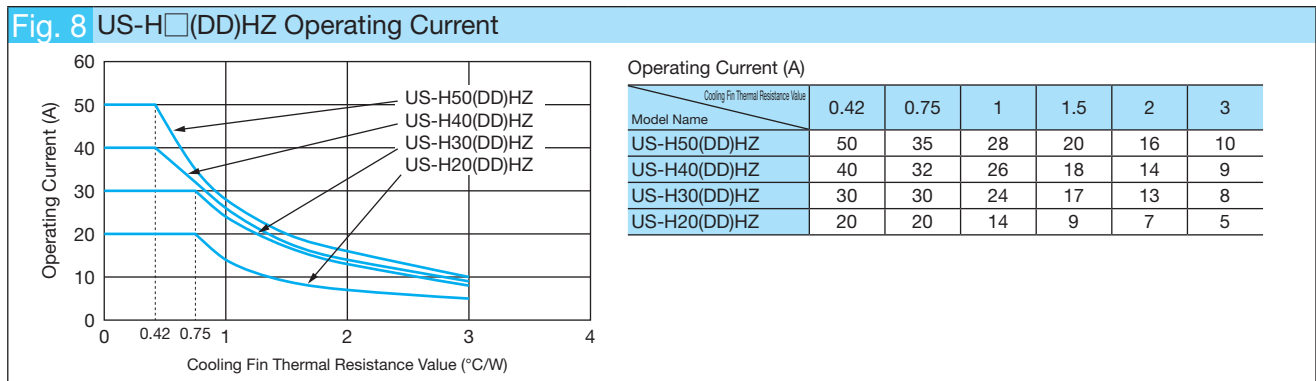 Fig. 8 US-H□(DD)HZ Operating Current
60
50
40
30
20
10
0
Operating Current (A)
US-H50(DD)HZ
US-H40(DD)HZ
US-H30(DD)HZ
US-H20(DD)HZ
0 0.42 0.75 1 2 3 4
Cooling Fin Thermal Resistance Value (°C/W)
Operating Current (A)
Cooling Fin Thermal Resistance Value
Model Name
0.42 0.75 1 1.5 2 3
US-H50(DD)HZ 50 35 28 20 16 10
US-H40(DD)HZ 40 32 26 18 14 9
US-H30(DD)HZ 30 30 24 17 13 8
US-H20(DD)HZ 20 20 14 9 7 5